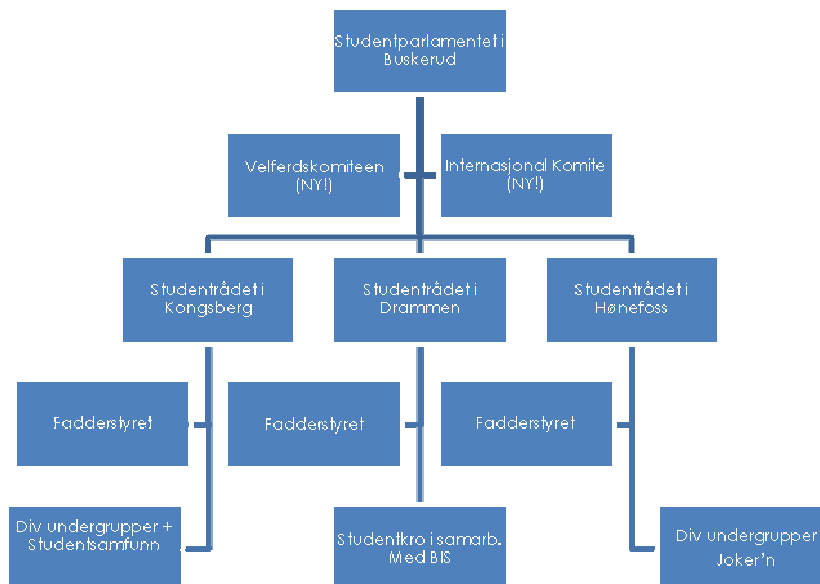 Studentparlamentet i
Buskerud
Velferdskomiteen
(NY!)
Internasjonal Komite
(NY!)
Studentrådet i
Kongsberg
Studentrådet i
Drammen
Studentrådet i
Hønefoss
Fadderstyret
Fadderstyret
Fadderstyret
Div undergrupper +
Studentsamfunn
Studentkro i samarb.
Med BIS
Div undergrupper
Joker'n